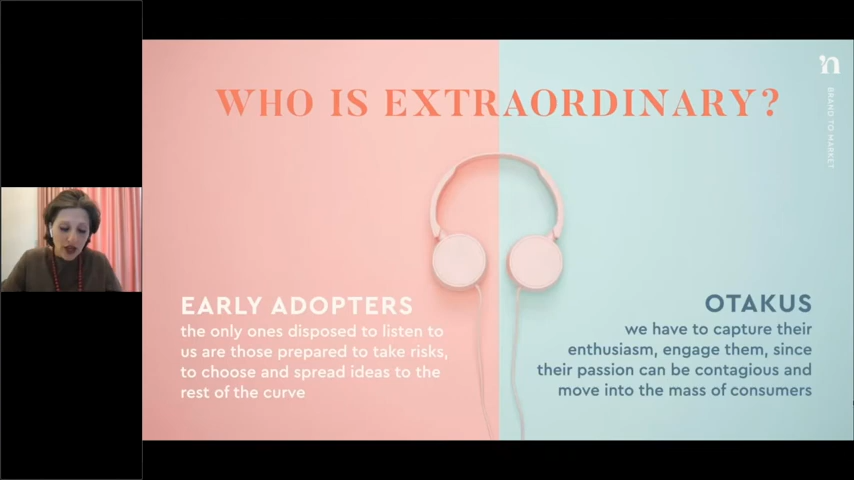 WHO IS EXTRAORDINARY?
'n
BRAND TO MARKET
EARLY ADOPTERS
the only ones disposed to listen to
us are those prepared to take risks,
to choose and spread ideas to the
rest of the curve
OTAKUS
we have to capture their
enthusiasm, engage them, since
their passion can be contagious and
move into the mass of consumers